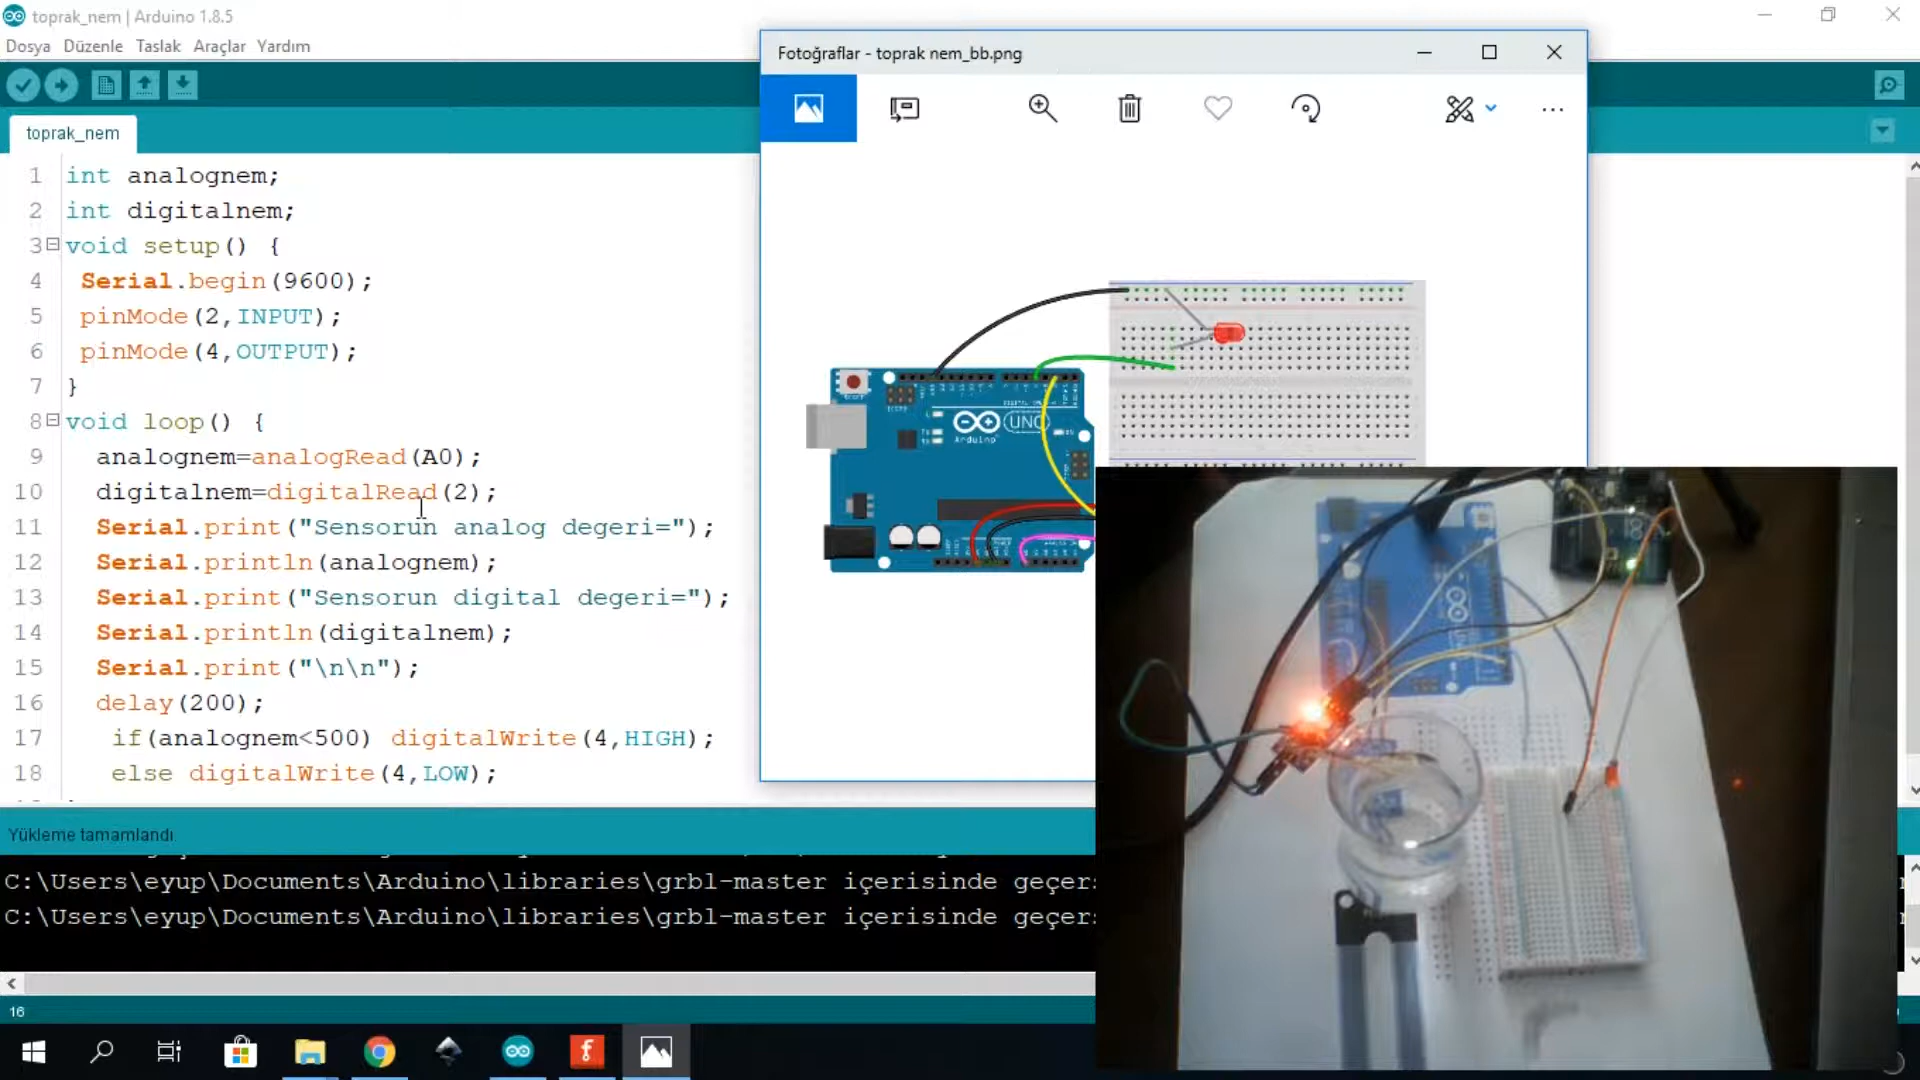 toprak_nem | Arduino 1.8.5
Dosya Düzenle Taslak Araçlar Yardım
toprak_nem
1 int analognem;
2 int digitalnem;
3 void setup() {
4 Serial.begin(9600);
5 pinMode(2,INPUT);
6 pinMode(4,OUTPUT);
7 }
8 void loop() {
9 analognem=analogRead(A0);
10 digitalnem=digitalRead(2);
11 Serial.print("Sensorun analog degeri=");
12 Serial.println(analognem);
13 Serial.print("Sensorun digital degeri=");
14 Serial.println(digitalnem);
15 Serial.print("\n\n");
16 delay(200);
17 if(analognem<500) digitalWrite(4,HIGH);
18 else digitalWrite(4,LOW);
Fotoğraflar - toprak nem_bb.png
UNO
Arduino
Yükleme tamamlandı
C:\Users\eyup\Documents\Arduino\libraries\grbl-master içerisinde
C:\Users\eyup\Documents\Arduino\libraries\grbl-master içerisinde
16